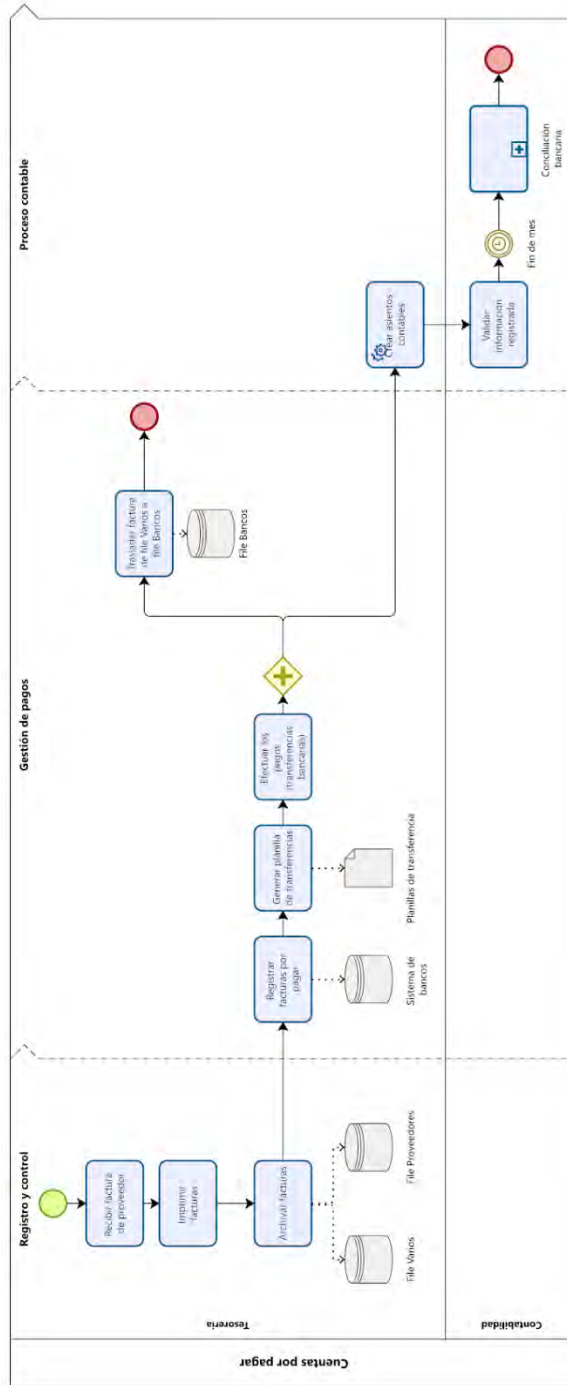 Cuentas por pagar
Tesorería
Contabilidad
Registro y control
Gestión de pagos
Proceso contable
Recibir factura
de proveedor
Imprimir
facturas
Archivar facturas
File Varios
File Proveedores
Registrar
facturas por
pagar
Sistema de
bancos
Generar planilla
de transferencias
Planillas de transferencia
Efectuar los
pagos
(transferencias
bancarias)
Trasladar factura
de file Varios a
file Bancos
File Bancos
Crear asientos
contables
Validar
información
registrada
Fin de mes
Conciliación
bancaria